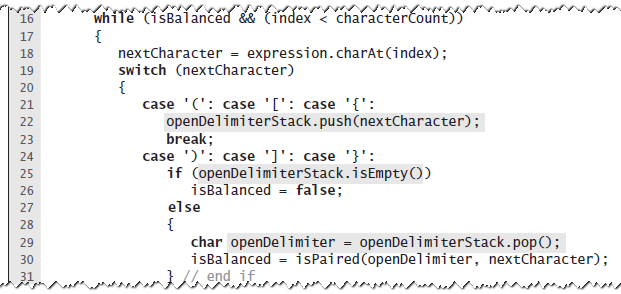 16 while (isBalanced && (index < characterCount))
17 {
18 nextCharacter = expression.charAt(index);
19 switch (nextCharacter)
20 {
21 case '(': case '[': case '{':
22 openDelimiterStack.push(nextCharacter);
23 break;
24 case ')': case ']': case '}':
25 if (openDelimiterStack.isEmpty())
26 isBalanced = false;
27 else
28 {
29 char openDelimiter = openDelimiterStack.pop();
30 isBalanced = isPaired(openDelimiter, nextCharacter);
31 } // end if